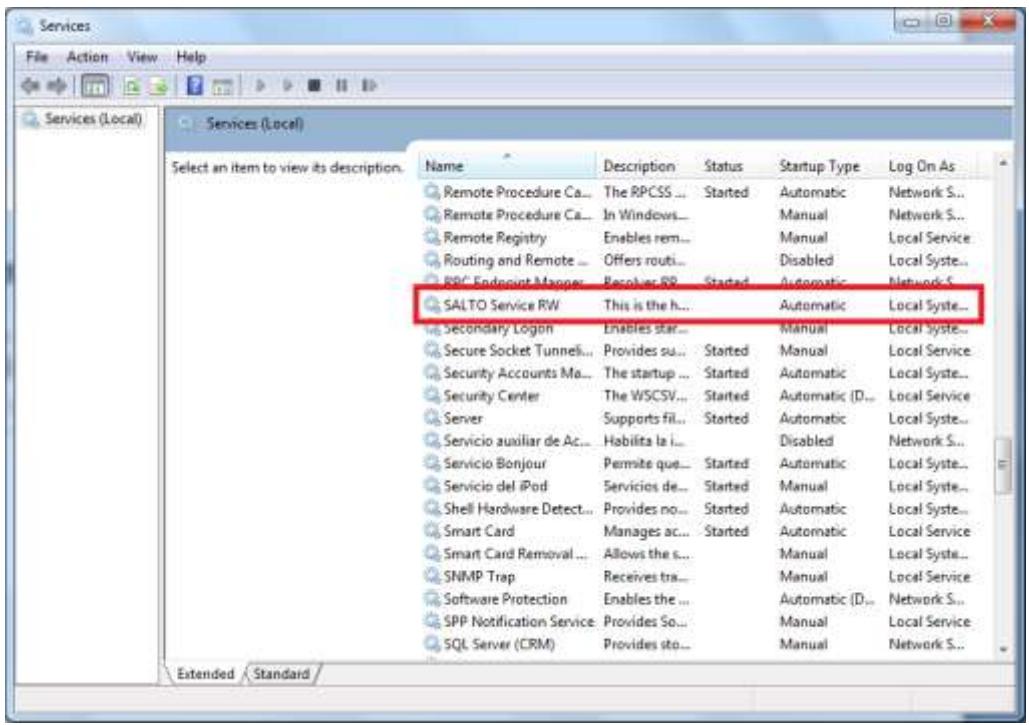 Services
File Action View Help
Services (Local)
Services (Local)
Select an item to view its description.
Name Description Status Startup Type Log On As
Remote Procedure Ca... The RPCSS ... Started Automatic Network S...
Remote Procedure Ca... In Windows... Manual Network S...
Remote Registry Enables rem... Manual Local Service
Routing and Remote ... Offers routi... Disabled Local Syste...
RPC Endpoint Mapper Resolves RP... Started Automatic Network S...
SALTO Service RW This is the h... Automatic Local Syste...
Secondary Logon Enables star... Manual Local Syste...
Secure Socket Tunneli... Provides su... Started Manual Local Service
Security Accounts Ma... The startup ... Started Automatic Local Syste...
Security Center The WSCSV... Started Automatic (D... Local Service
Server Supports fil... Started Automatic Local Syste...
Servicio auxiliar de Ac... Habilita la i... Disabled Network S...
Servicio Bonjour Permite que... Started Automatic Local Syste...
Servicio del iPod Servicios de... Started Manual Local Syste...
Shell Hardware Detect... Provides no... Started Automatic Local Syste...
Smart Card Manages ac... Started Automatic Local Service
Smart Card Removal ... Allows the s... Manual Local Syste...
SNMP Trap Receives tra... Manual Local Service
Software Protection Enables the ... Automatic (D... Network S...
SPP Notification Service Provides So... Manual Local Service
SQL Server (CRM) Provides sto... Manual Network S...
Extended Standard